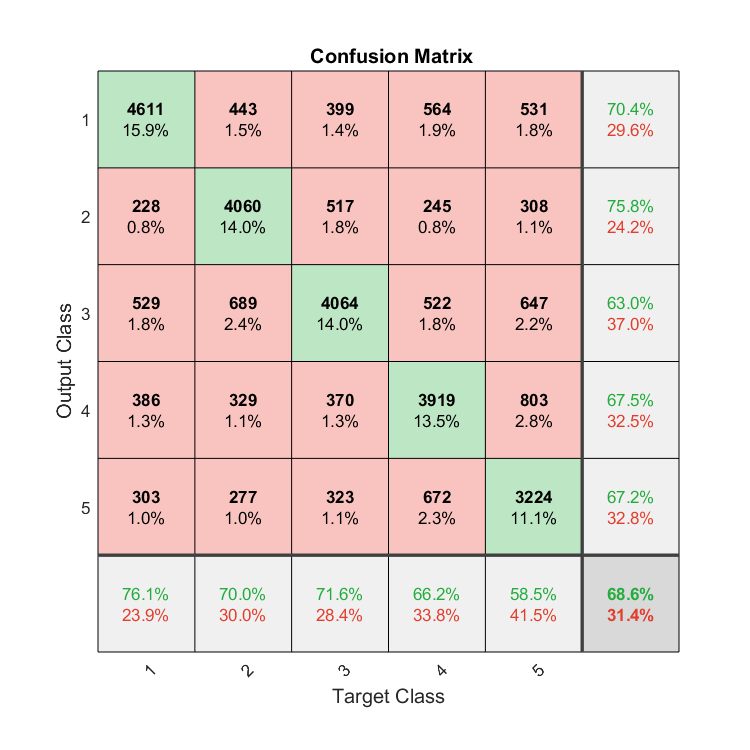 Confusion Matrix
4611 443 399 564 531 70.4%
1
15.9% 1.5% 1.4% 1.9% 1.8% 29.6%
228 4060 517 245 308 75.8%
2
0.8% 14.0% 1.8% 0.8% 1.1% 24.2%
529 689 4064 522 647 63.0%
3
1.8% 2.4% 14.0% 1.8% 2.2% 37.0%
Output Class
386 329 370 3919 803 67.5%
4
1.3% 1.1% 1.3% 13.5% 2.8% 32.5%
303 277 323 672 3224 67.2%
5
1.0% 1.0% 1.1% 2.3% 11.1% 32.8%
76.1% 70.0% 71.6% 66.2% 58.5% 68.6%
23.9% 30.0% 28.4% 33.8% 41.5% 31.4%
1 2 3 4 5
Target Class